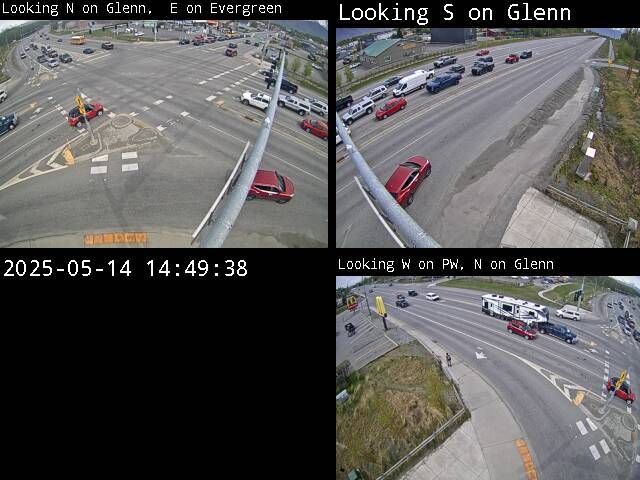 Looking N on Glenn,  E on Evergreen
Looking S on Glenn
2025-05-14 14:49:38
Looking W on PW, N on Glenn